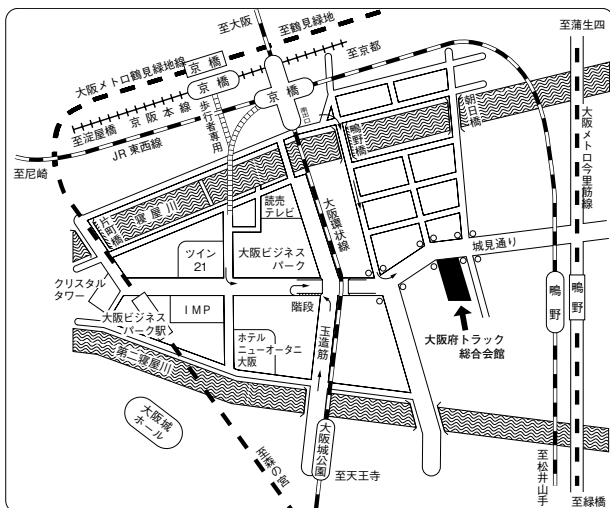 至大阪
至鶴見緑地
至蒲生四
大阪メトロ鶴見緑地線
京橋
至京都
京橋
京橋
南出口
京阪本線
至淀屋橋
歩行者専用
JR東西線
至尼崎
鴫野橋
朝日橋
大阪メトロ今里筋線
片町橋
寝屋川
読売
テレビ
大阪環状線
ツイン
21
大阪ビジネス
パーク
城見通り
クリスタル
タワー
階段
鴫野
鴫野
大阪ビジネス
パーク駅
IMP
玉造筋
大阪府トラック
総合会館
ホテル
ニューオータニ
大阪
第二寝屋川
大阪城
ホール
大阪城公園
至森の宮
至天王寺
至松井山手
至緑橋